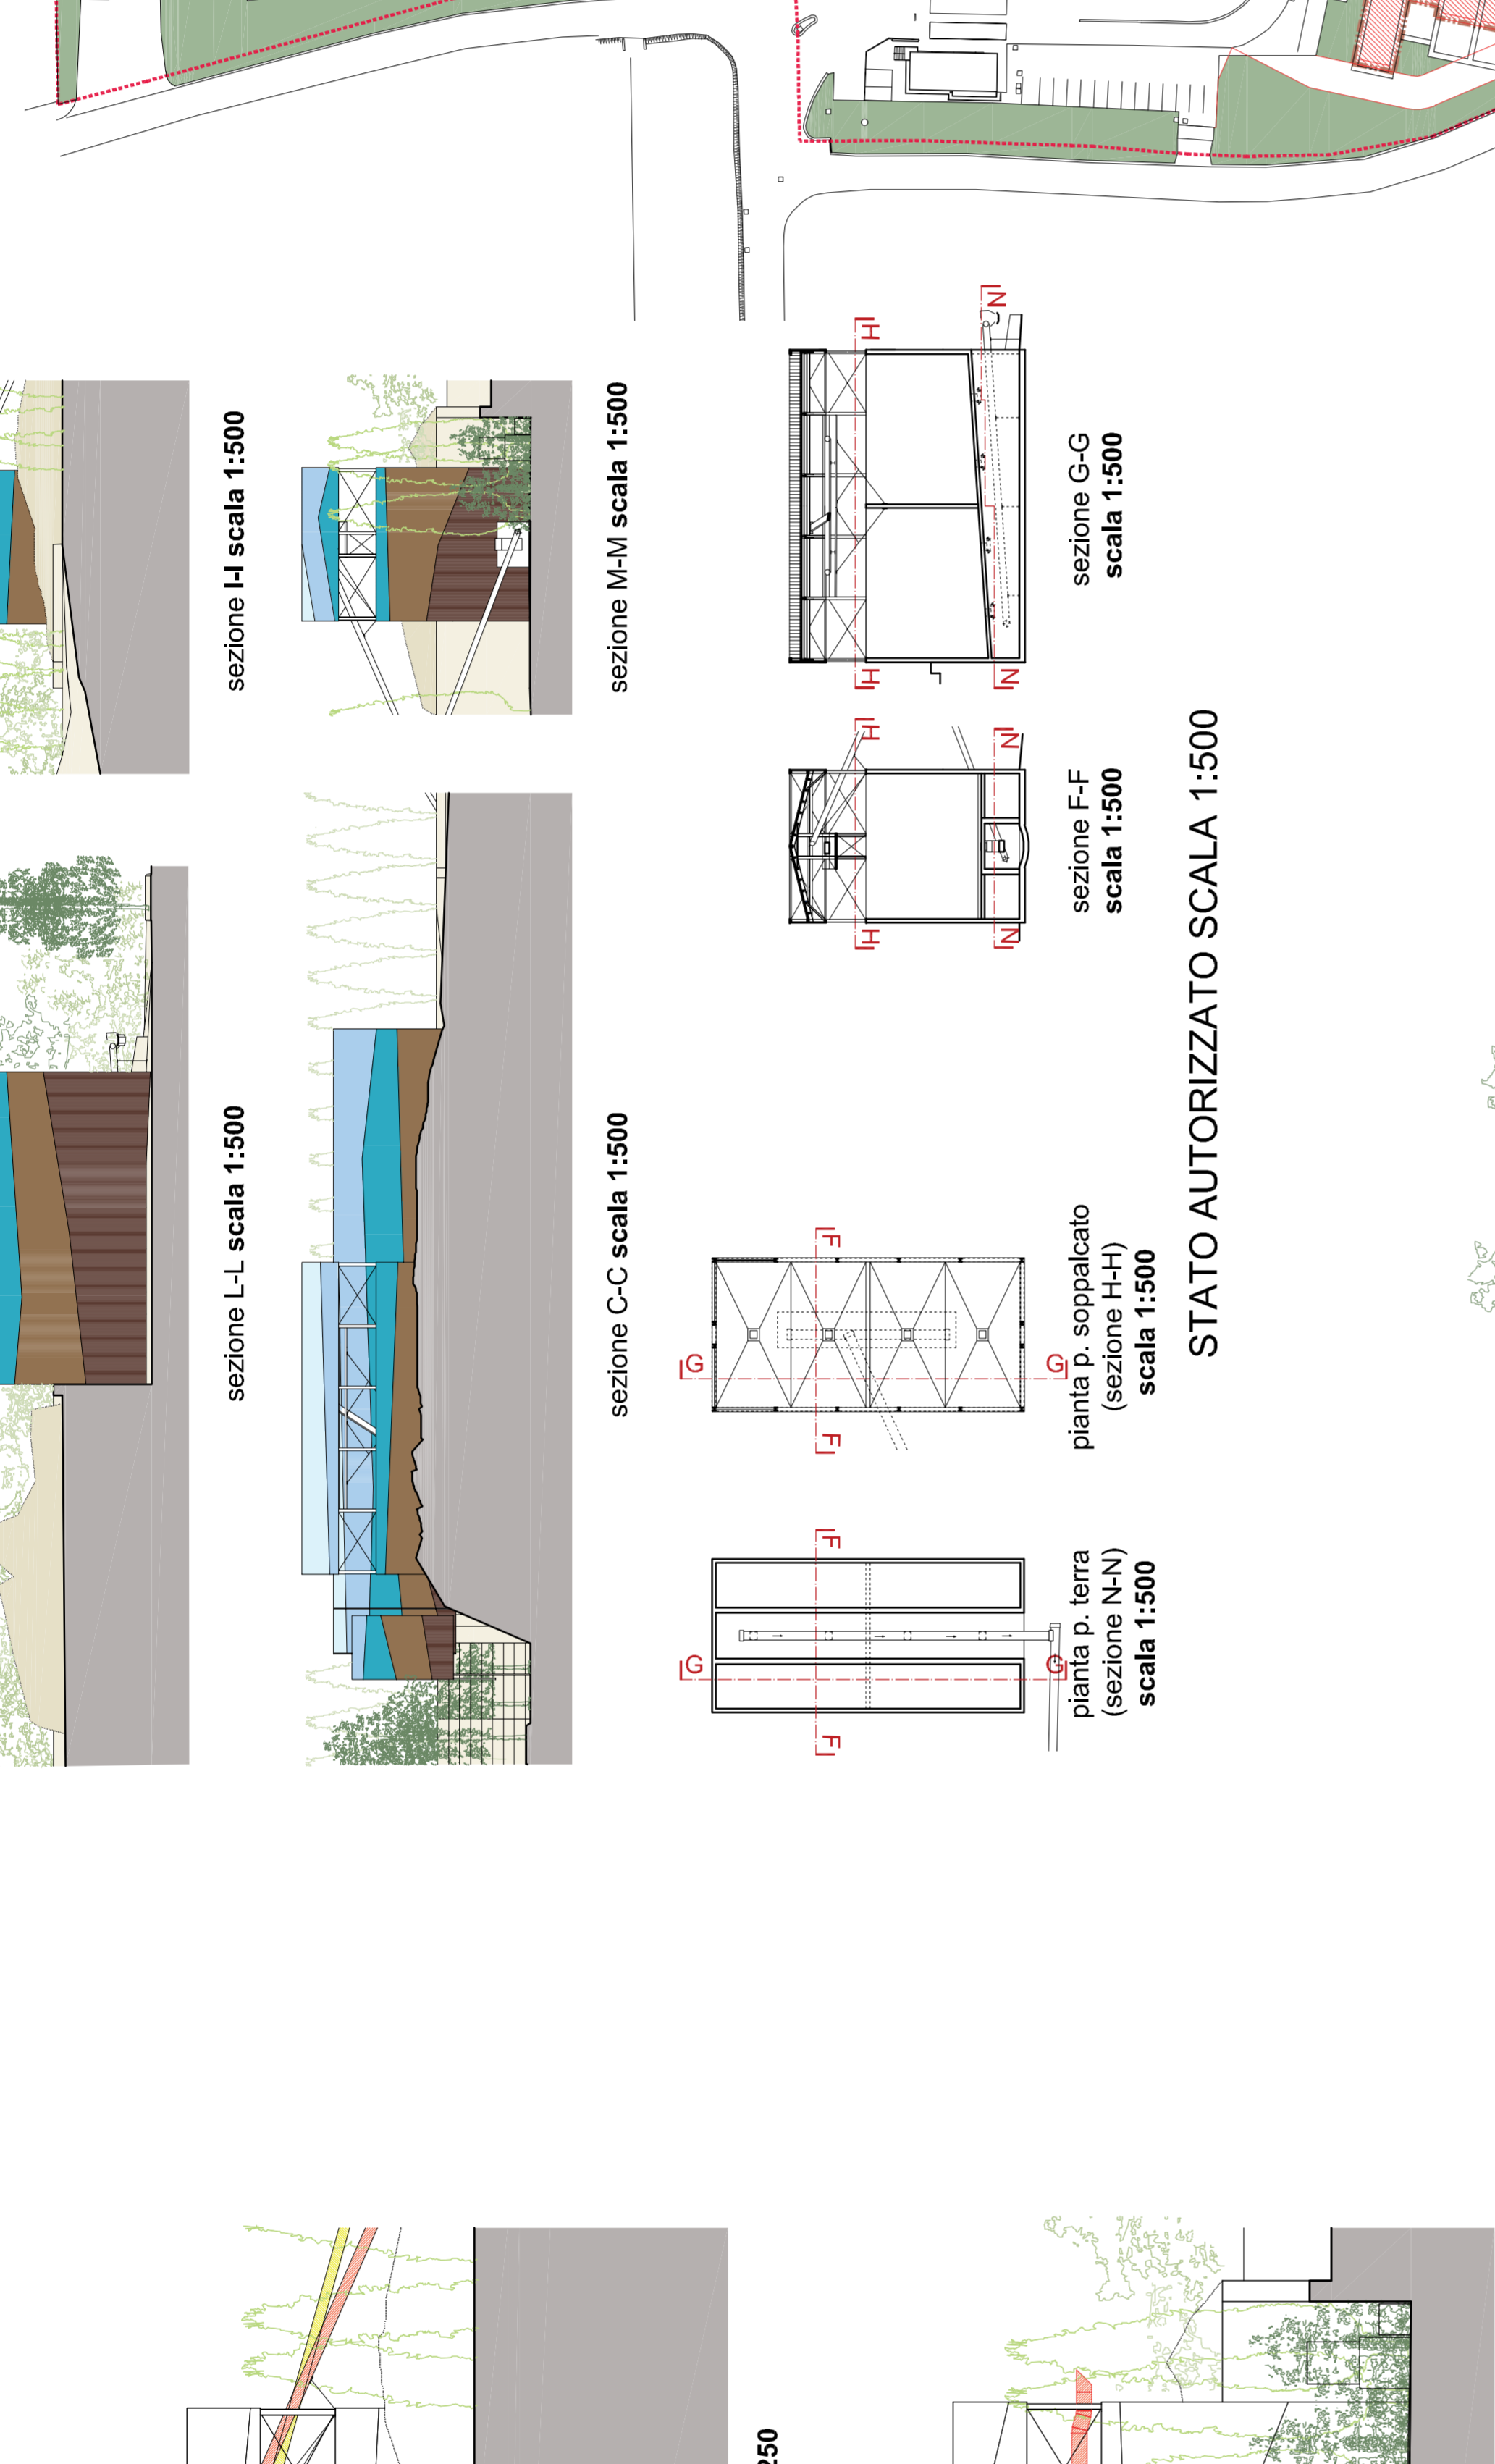 sezione I-I scala 1:500
sezione L-L scala 1:500
sezione M-M scala 1:500
sezione C-C scala 1:500
H
H
N
N
sezione G-G
scala 1:500
H
H
N
N
sezione F-F
scala 1:500
F
F
G
G
pianta p. soppalcato
(sezione H-H)
scala 1:500
F
F
G
G
pianta p. terra
(sezione N-N)
scala 1:500
STATO AUTORIZZATO SCALA 1:500
250